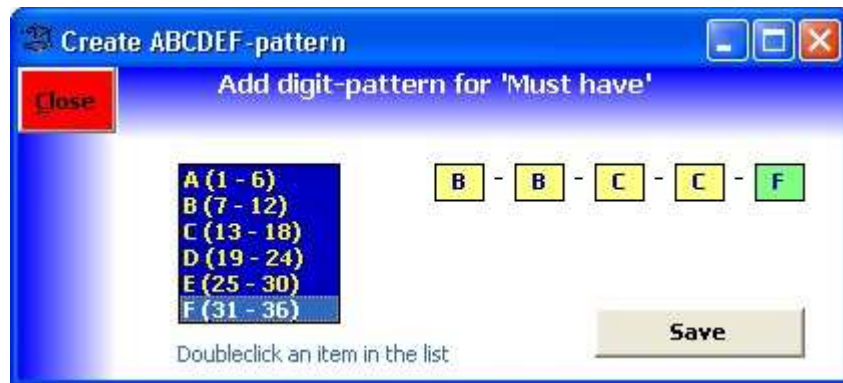 Create ABCDEF-pattern
Close
Add digit-pattern for 'Must have'
A (1 - 6)
B (7 - 12)
C (13 - 18)
D (19 - 24)
E (25 - 30)
F (31 - 36)
B - B - C - C - F
Doubleclick an item in the list
Save